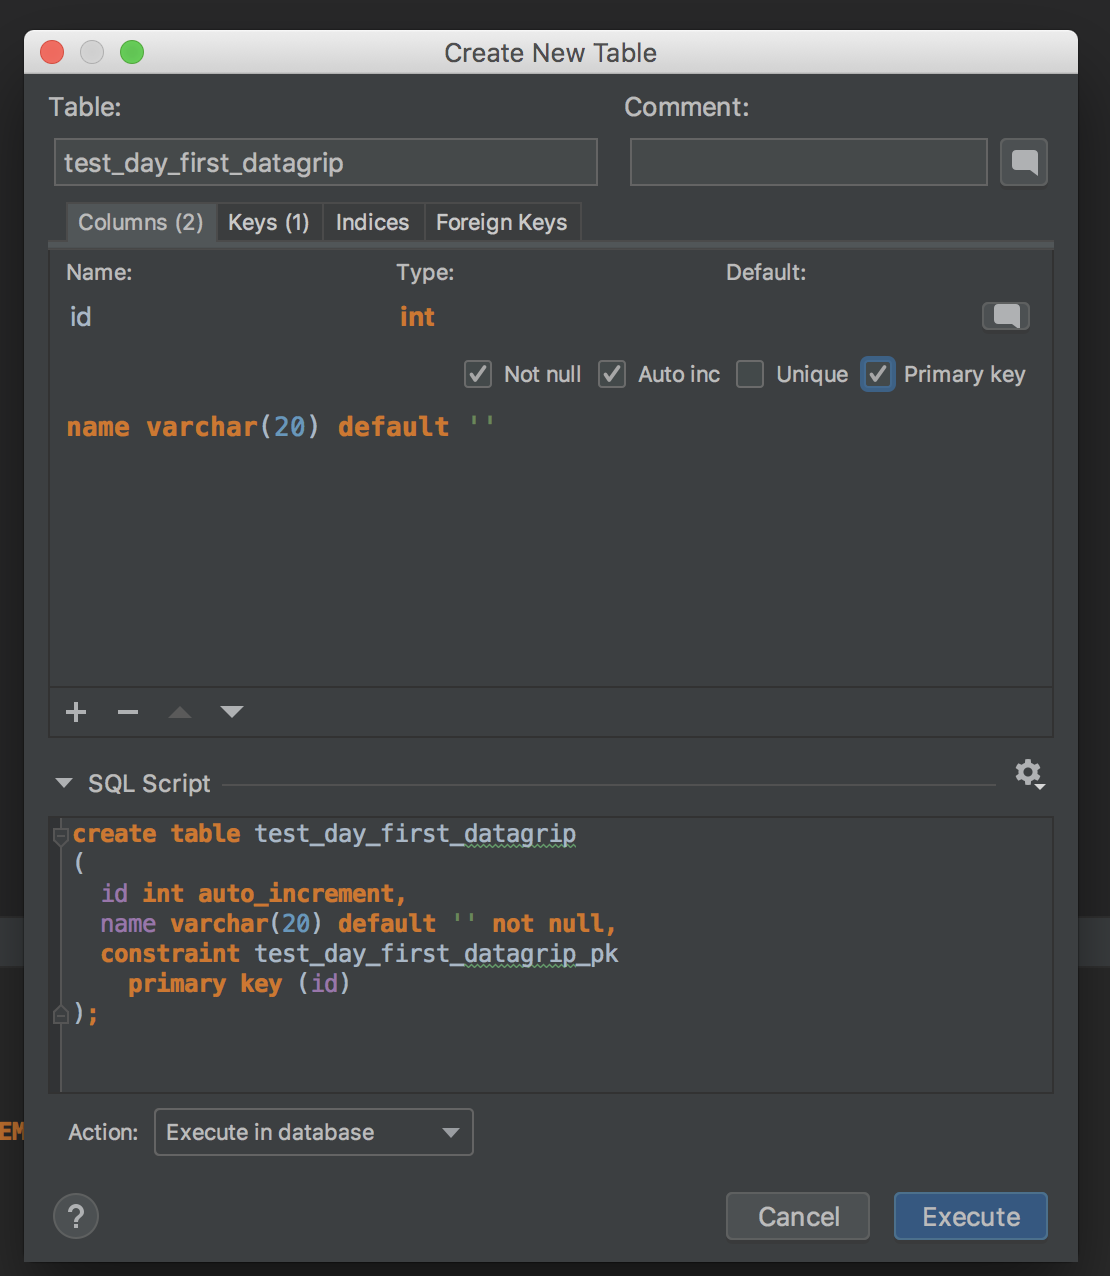 Create New Table
Table: Comment:
test_day_first_datagrip
Columns (2) Keys (1) Indices Foreign Keys
Name: Type: Default:
id int
Not null Auto inc Unique Primary key
name varchar(20) default ''
SQL Script
create table test_day_first_datagrip
(
id int auto_increment,
name varchar(20) default '' not null,
constraint test_day_first_datagrip_pk
primary key (id)
);
EM
Action: Execute in database
? Cancel Execute